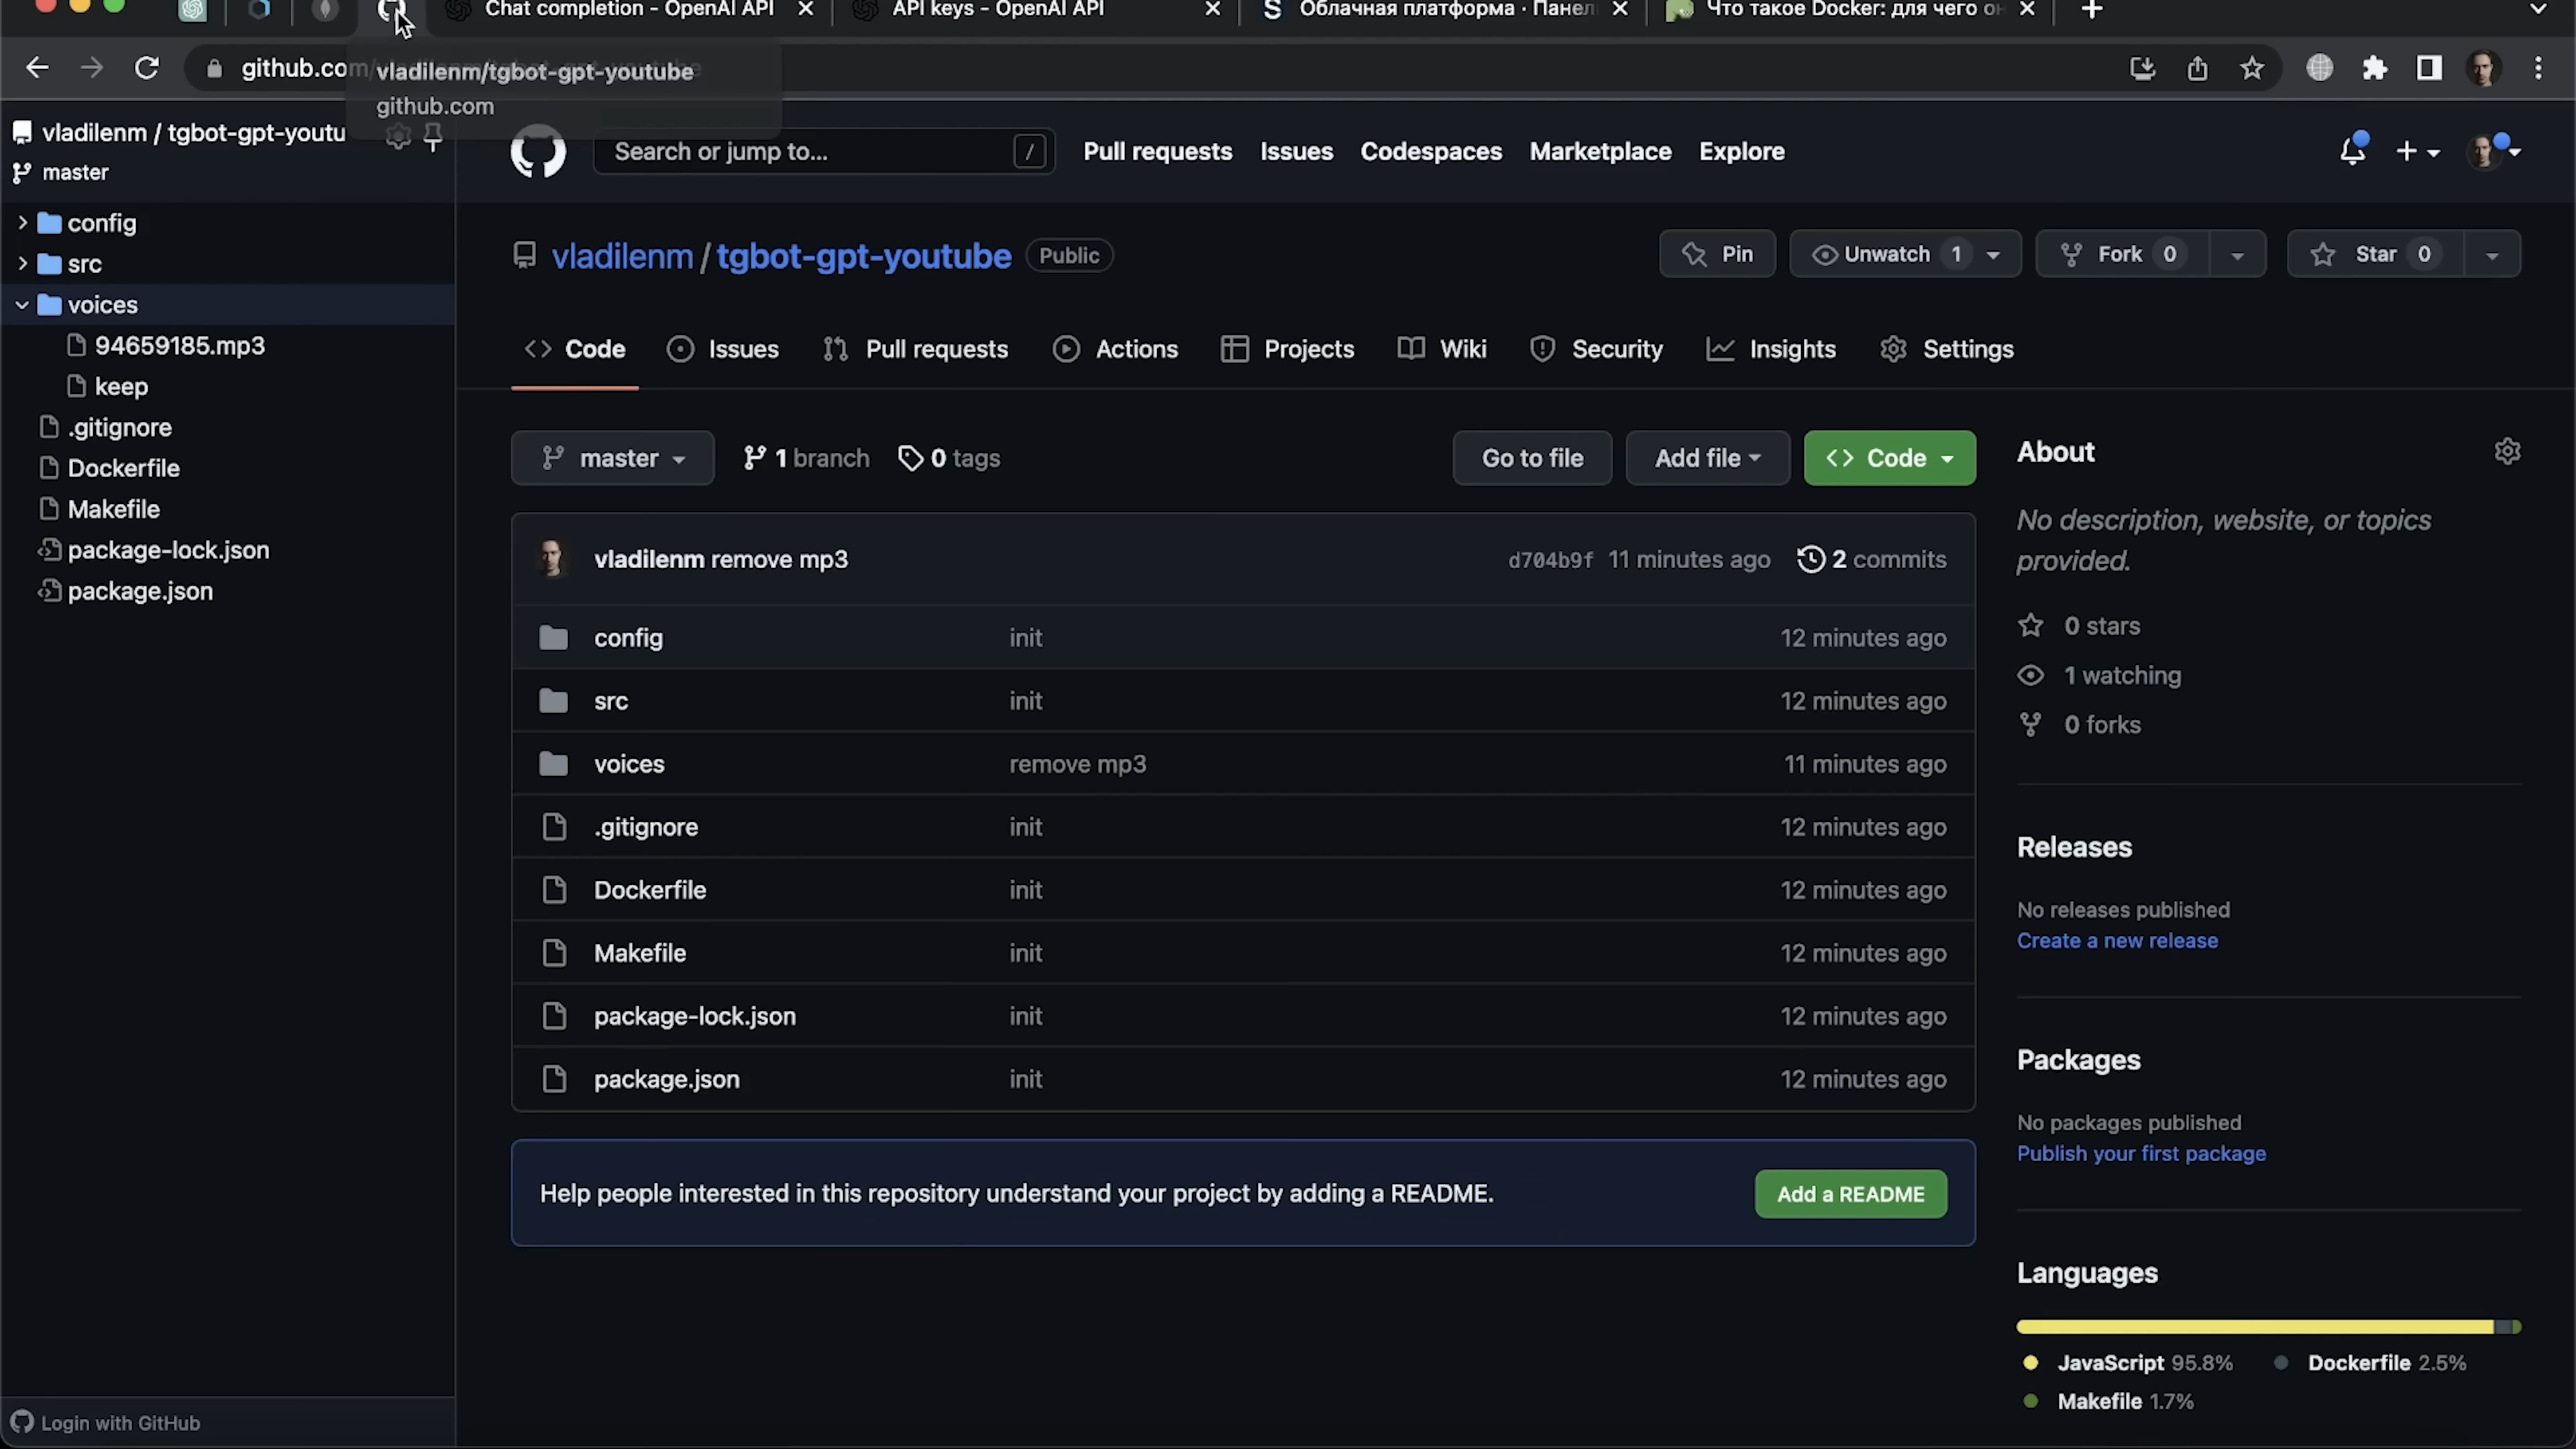 Chat completion - OpenAI API
API keys - OpenAI API
S Облачная платформа · Панел
Что такое Docker: для чего он
github.com/
vladilenm/tgbot-gpt-youtube
github.com
vladilenm / tgbot-gpt-youtu
master
config
src
voices
94659185.mp3
keep
.gitignore
Dockerfile
Makefile
package-lock.json
package.json
Login with GitHub
Search or jump to... /
Pull requests Issues Codespaces Marketplace Explore
vladilenm / tgbot-gpt-youtube Public
Pin Unwatch 1 Fork 0 Star 0
Code Issues Pull requests Actions Projects Wiki Security Insights Settings
master 1 branch 0 tags Go to file Add file Code
vladilenm remove mp3 d704b9f 11 minutes ago 2 commits
config init 12 minutes ago
src init 12 minutes ago
voices remove mp3 11 minutes ago
.gitignore init 12 minutes ago
Dockerfile init 12 minutes ago
Makefile init 12 minutes ago
package-lock.json init 12 minutes ago
package.json init 12 minutes ago
Help people interested in this repository understand your project by adding a README. Add a README
About
No description, website, or topics
provided.
0 stars
1 watching
0 forks
Releases
No releases published
Create a new release
Packages
No packages published
Publish your first package
Languages
JavaScript 95.8% Dockerfile 2.5%
Makefile 1.7%